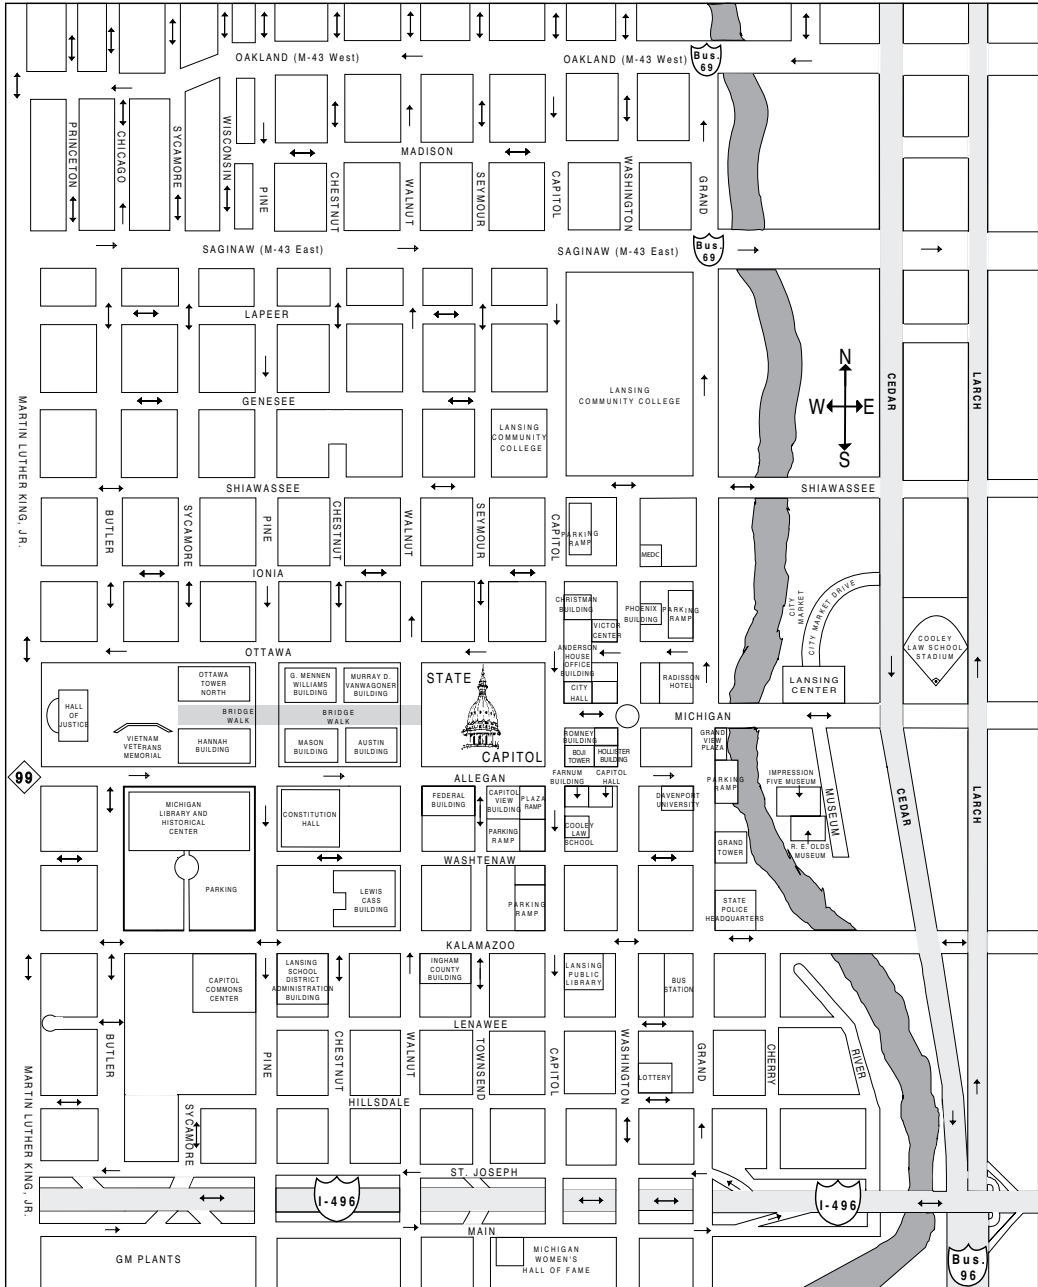 OAKLAND (M-43 West)
OAKLAND (M-43 West)
Bus.
69
MADISON
PRINCETON
CHICAGO
SYCAMORE
WISCONSIN
PINE
CHESTNUT
WALNUT
SEYMOUR
CAPITOL
WASHINGTON
GRAND
SAGINAW (M-43 East)
SAGINAW (M-43 East)
Bus.
69
LAPEER
N
W
E
S
CEDAR
LARCH
MARTIN LUTHER KING, JR.
GENESEE
LANSING
COMMUNITY COLLEGE
LANSING
COMMUNITY
COLLEGE
SHIAWASSEE
SHIAWASSEE
BUTLER
SYCAMORE
PINE
CHESTNUT
WALNUT
SEYMOUR
CAPITOL
PARKING
RAMP
MEDC
IONIA
CHRISTMAN
BUILDING
VICTOR
CENTER
PHOENIX
BUILDING
PARKING
RAMP
CITY
MARKET
CITY MARKET DRIVE
COOLEY
LAW SCHOOL
STADIUM
OTTAWA
ANDERSON
HOUSE
OFFICE
BUILDING
CITY
HALL
RADISSON
HOTEL
LANSING
CENTER
HALL
OF
JUSTICE
OTTAWA
TOWER
NORTH
G. MENNEN
WILLIAMS
BUILDING
MURRAY D.
VANWAGONER
BUILDING
STATE
CAPITOL
BRIDGE
WALK
BRIDGE
WALK
MICHIGAN
VIETNAM
VETERANS
MEMORIAL
HANNAH
BUILDING
MASON
BUILDING
AUSTIN
BUILDING
ROMNEY
BUILDING
BOJI
TOWER
HOLLISTER
BUILDING
GRAND
VIEW
PLAZA
99
ALLEGAN
FARNUM
BUILDING
CAPITOL
HALL
PARKING
RAMP
IMPRESSION
FIVE MUSEUM
MUSEUM
CEDAR
LARCH
MICHIGAN
LIBRARY AND
HISTORICAL
CENTER
CONSTITUTION
HALL
FEDERAL
BUILDING
CAPITOL
VIEW
BUILDING
PLAZA
RAMP
PARKING
RAMP
COOLEY
LAW
SCHOOL
DAVENPORT
UNIVERSITY
GRAND
TOWER
R. E. OLDS
MUSEUM
WASHTENAW
PARKING
LEWIS
CASS
BUILDING
PARKING
RAMP
STATE
POLICE
HEADQUARTERS
KALAMAZOO
CAPITOL
COMMONS
CENTER
LANSING
SCHOOL
DISTRICT
ADMINISTRATION
BUILDING
INGHAM
COUNTY
BUILDING
LANSING
PUBLIC
LIBRARY
BUS
STATION
LENAWEE
BUTLER
PINE
CHESTNUT
WALNUT
TOWNSEND
CAPITOL
WASHINGTON
GRAND
CHERRY
RIVER
LOTTERY
MARTIN LUTHER KING, JR.
HILLSDALE
SYCAMORE
ST. JOSEPH
I-496
I-496
MAIN
GM PLANTS
MICHIGAN
WOMEN'S
HALL OF FAME
Bus.
96